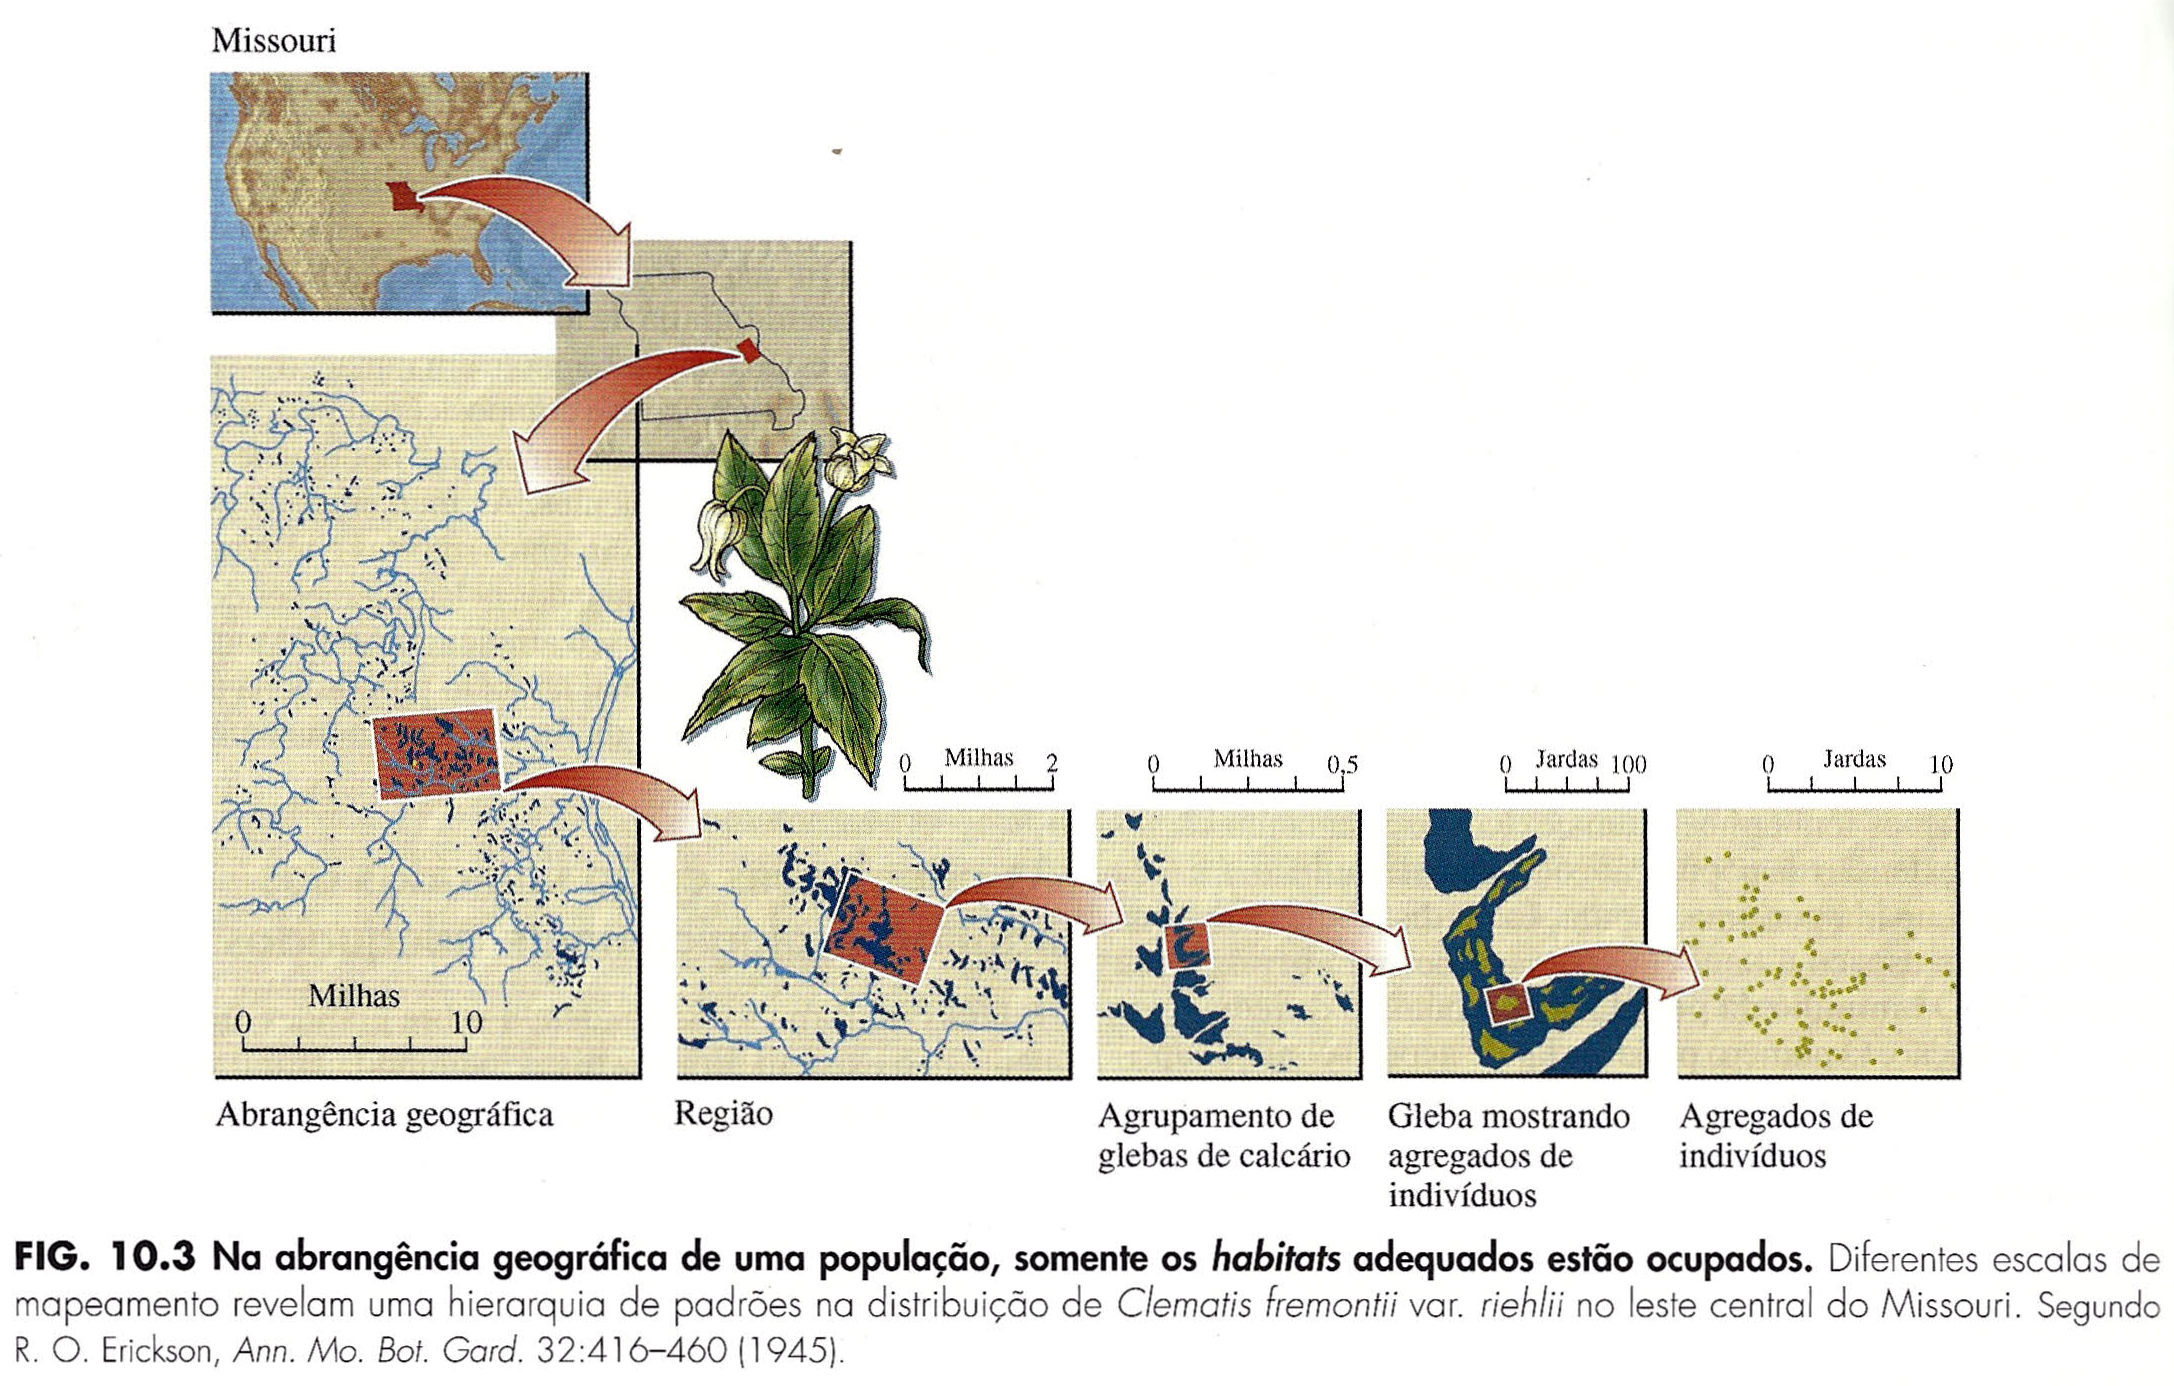 Missouri
0 Milhas 2
0 Milhas 0,5
0 Jardas 100
0 Jardas 10
Milhas
0 10
Abrangência geográfica
Região
Agrupamento de
glebas de calcário
Gleba mostrando
agregados de
indivíduos
Agregados de
indivíduos
FIG. 10.3 Na abrangência geográfica de uma população, somente os habitats adequados estão ocupados. Diferentes escalas de
mapeamento revelam uma hierarquia de padrões na distribuição de Clematis fremontii var. riehlii no leste central do Missouri. Segundo
R. O. Erickson, Ann. Mo. Bot. Gard. 32:416–460 (1945).